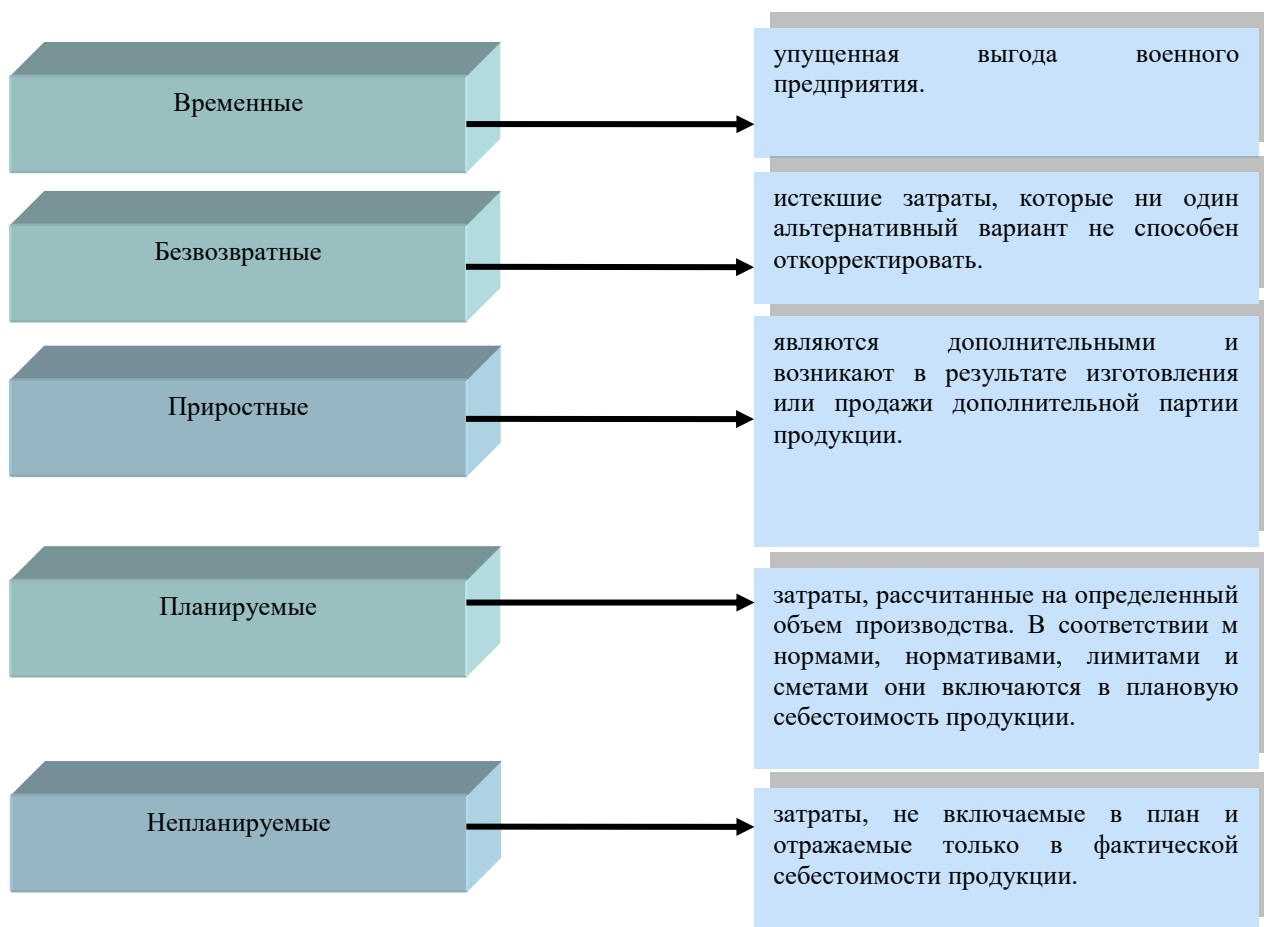 Временные
упущенная выгода военного
предприятия.
Безвозвратные
истекшие затраты, которые ни один
альтернативный вариант не способен
откорректировать.
Приростные
являются дополнительными и
возникают в результате изготовления
или продажи дополнительной партии
продукции.
Планируемые
затраты, рассчитанные на определенный
объем производства. В соответствии м
нормами, нормативами, лимитами и
сметами они включаются в плановую
себестоимость продукции.
Непланируемые
затраты, не включаемые в план и
отражаемые только в фактической
себестоимости продукции.